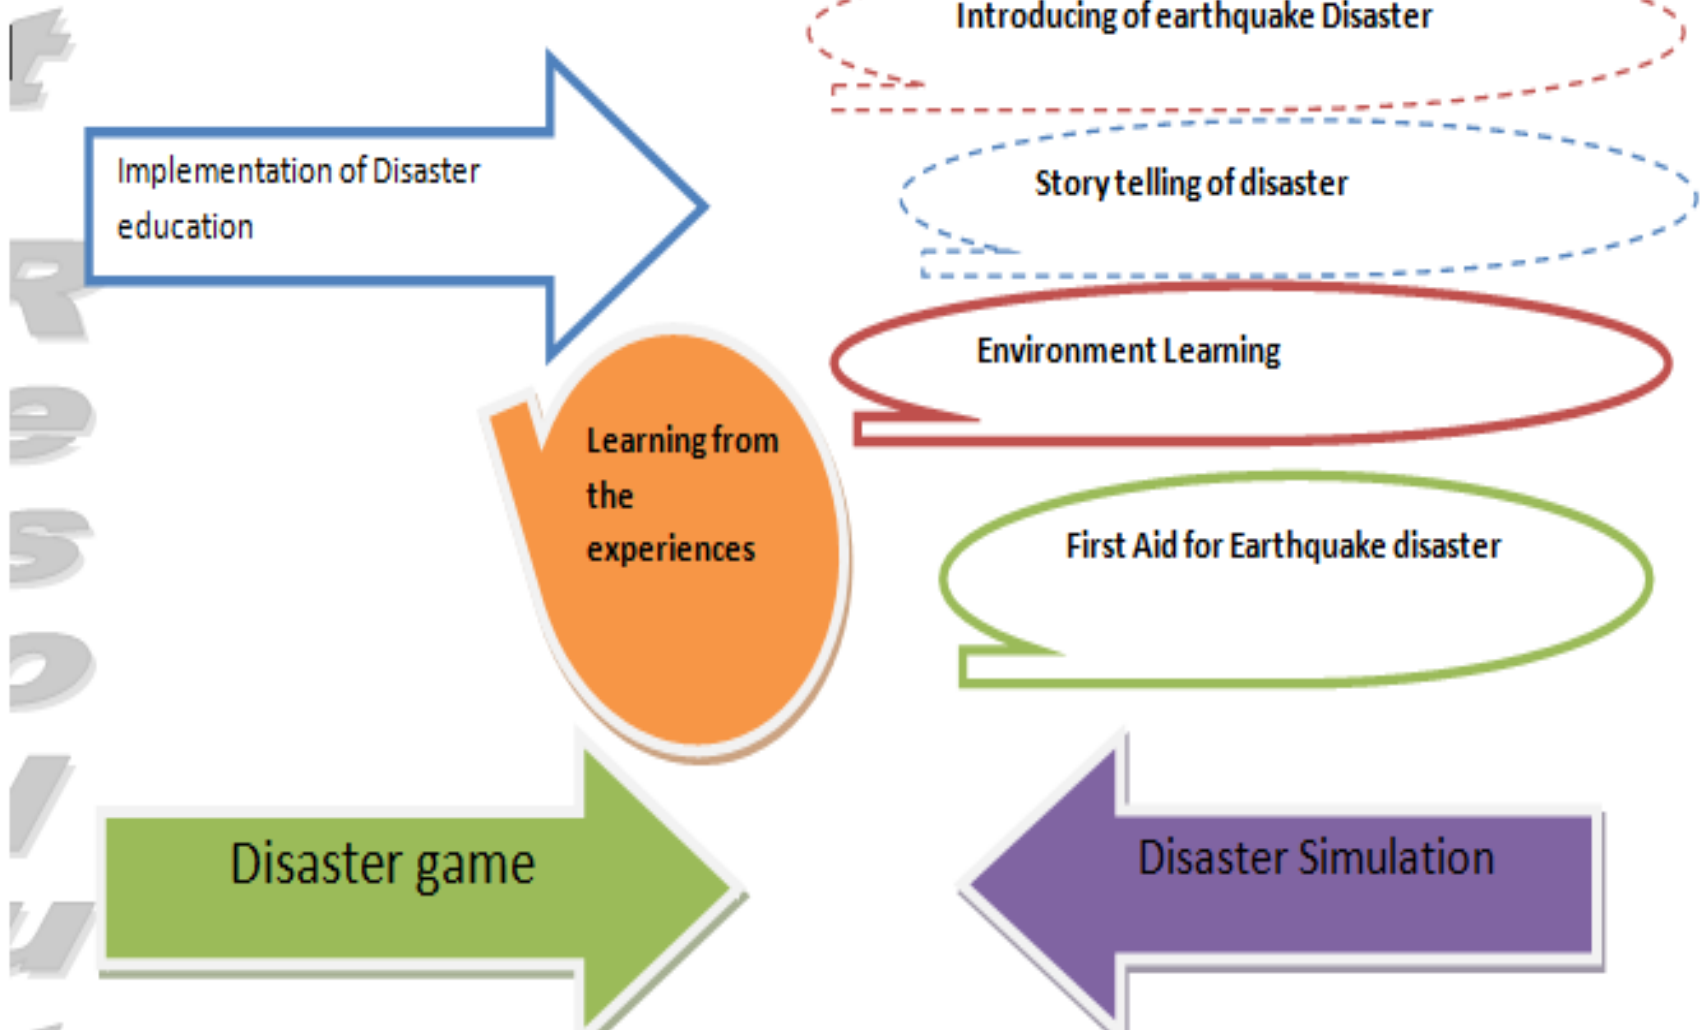 Introducing of earthquake Disaster
Implementation of Disaster
education
Story telling of disaster
Environment Learning
Learning from
the
experiences
First Aid for Earthquake disaster
Disaster game
Disaster Simulation